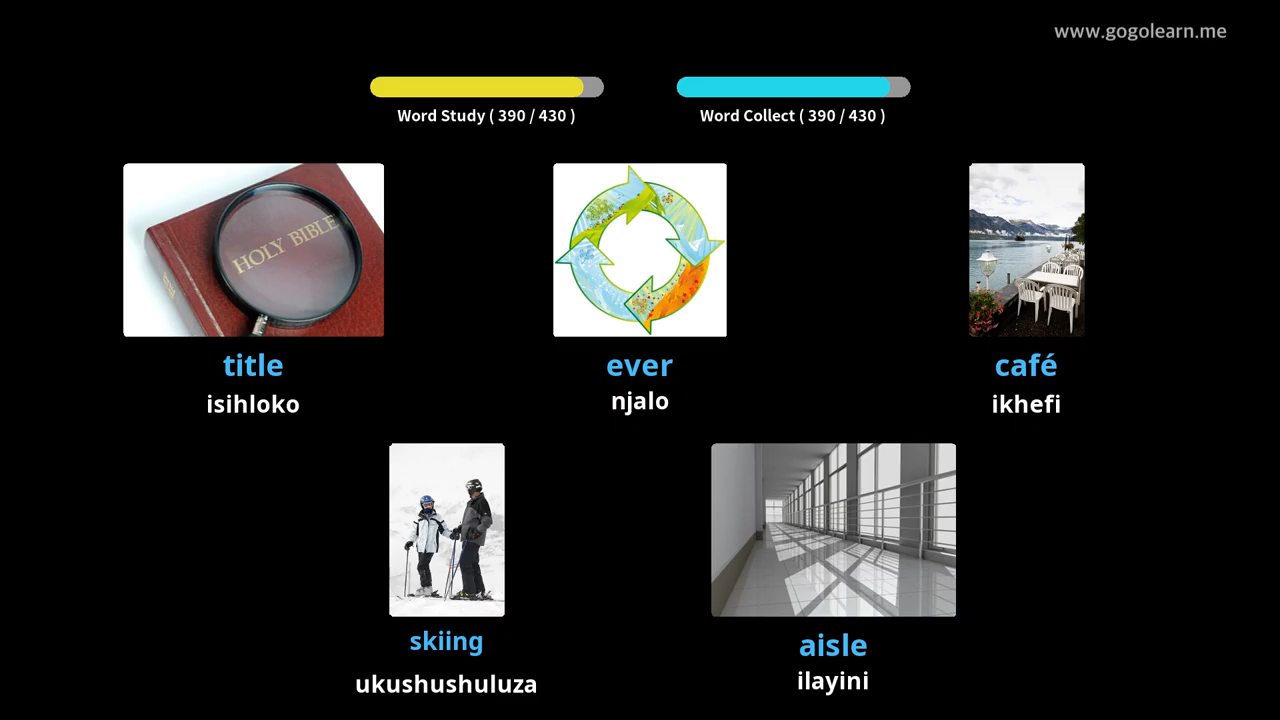 www.gogolearn.me
Word Study ( 390 / 430 )
Word Collect ( 390 / 430 )
HOLY BIBLE
title
isihloko
ever
njalo
café
ikhefi
skiing
ukushushuluza
aisle
ilayini